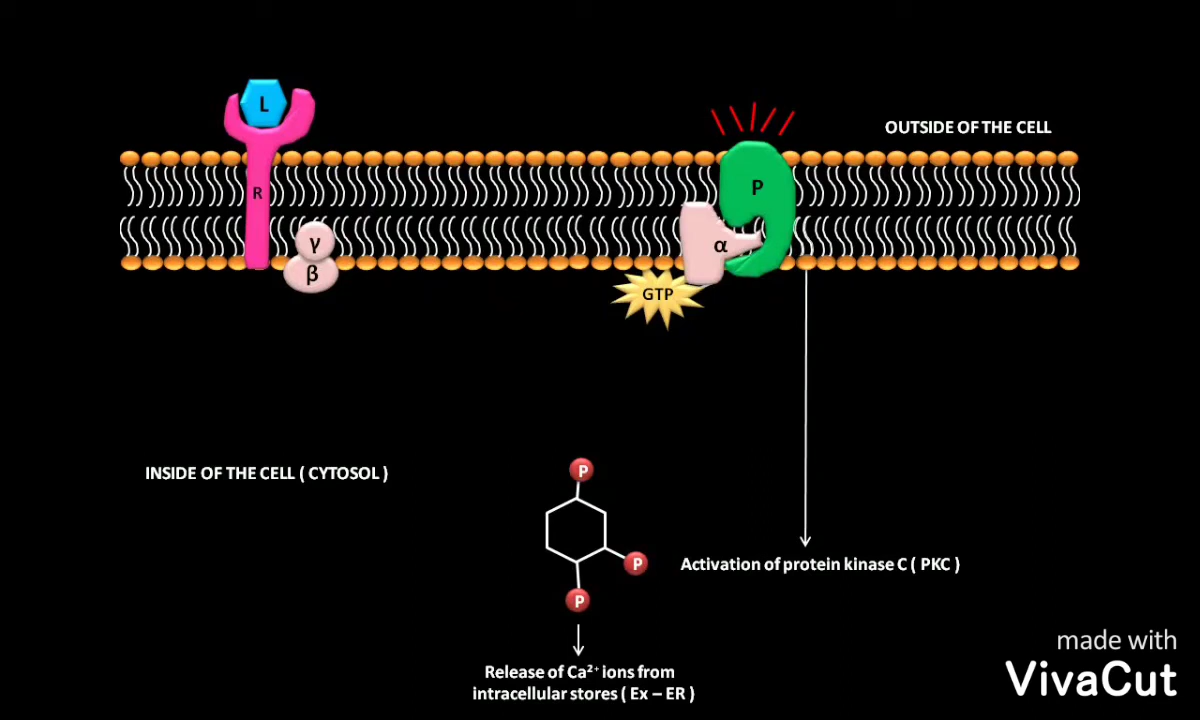 L
OUTSIDE OF THE CELL
R
P
γ
α
β
GTP
INSIDE OF THE CELL ( CYTOSOL )
P
P
Activation of protein kinase C ( PKC )
P
Release of Ca²⁺ ions from
intracellular stores ( Ex – ER )
made with
VivaCut